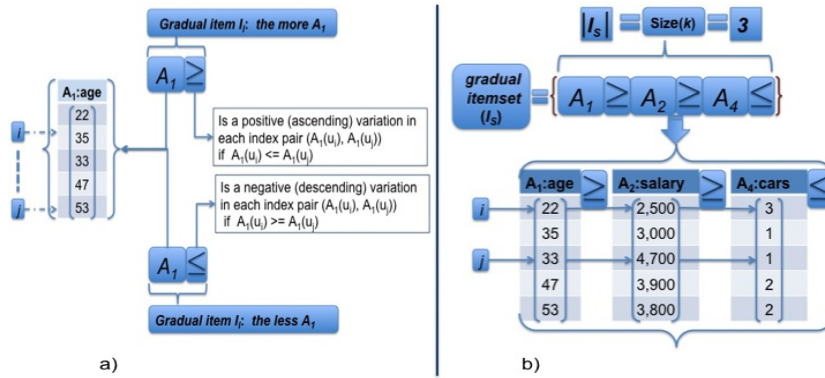 Gradual item Iᵢ: the more A₁
A₁ ≥
A₁:age
22
35
33
47
53
i
j
Is a positive (ascending) variation in
each index pair (A₁(uᵢ), A₁(uⱼ))
if A₁(uᵢ) <= A₁(uⱼ)
Is a negative (descending) variation
in each index pair (A₁(uᵢ), A₁(uⱼ))
if A₁(uᵢ) >= A₁(uⱼ)
A₁ ≤
Gradual item Iᵢ: the less A₁
a)
|Iₛ| = Size(k) = 3
gradual
itemset
(Iₛ)
= { A₁ ≥ A₂ ≥ A₄ ≤ }
A₁:age ≥ A₂:salary ≥ A₄:cars ≤
i 22 2,500 3
35 3,000 1
j 33 4,700 1
47 3,900 2
53 3,800 2
b)